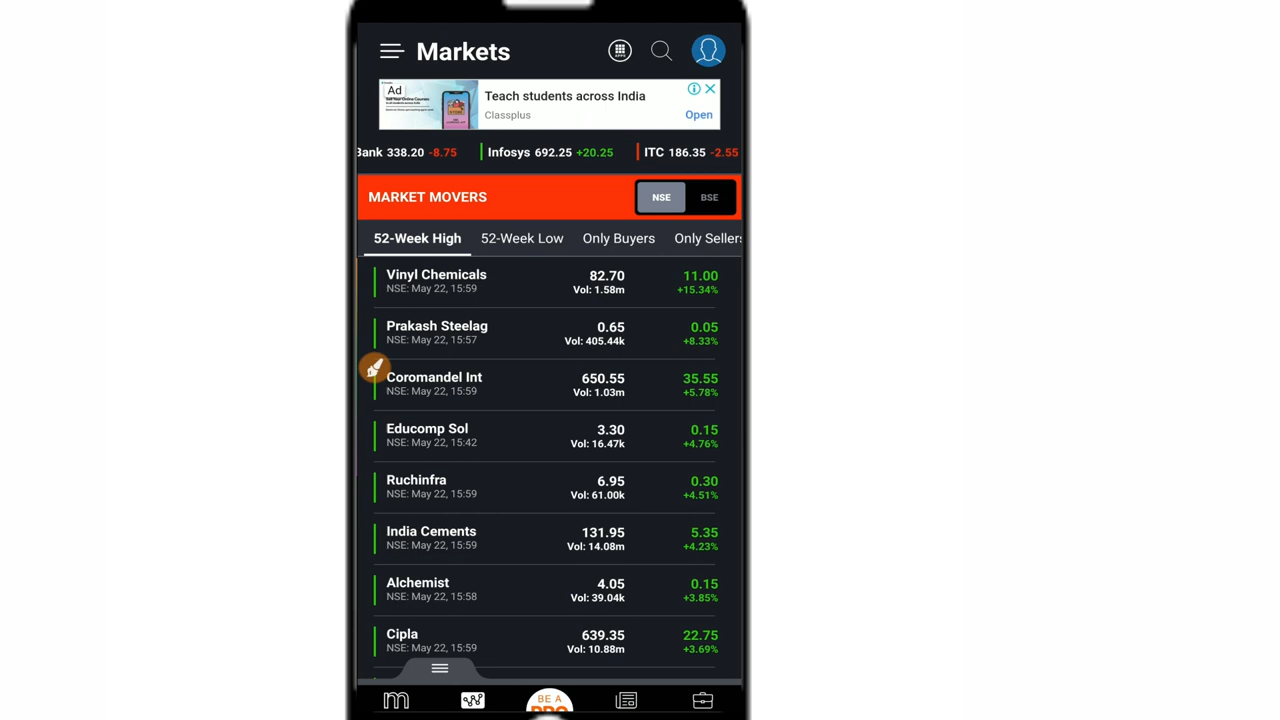 Markets
APPS
Ad
Teach students across India
Classplus
Open
Bank 338.20 -8.75 Infosys 692.25 +20.25 ITC 186.35 -2.55
MARKET MOVERS NSE BSE
52-Week High 52-Week Low Only Buyers Only Sellers
Vinyl Chemicals 82.70 11.00
NSE: May 22, 15:59 Vol: 1.58m +15.34%
Prakash Steelag 0.65 0.05
NSE: May 22, 15:57 Vol: 405.44k +8.33%
Coromandel Int 650.55 35.55
NSE: May 22, 15:59 Vol: 1.03m +5.78%
Educomp Sol 3.30 0.15
NSE: May 22, 15:42 Vol: 16.47k +4.76%
Ruchinfra 6.95 0.30
NSE: May 22, 15:59 Vol: 61.00k +4.51%
India Cements 131.95 5.35
NSE: May 22, 15:59 Vol: 14.08m +4.23%
Alchemist 4.05 0.15
NSE: May 22, 15:58 Vol: 39.04k +3.85%
Cipla 639.35 22.75
NSE: May 22, 15:59 Vol: 10.88m +3.69%
m
BE A
PRO